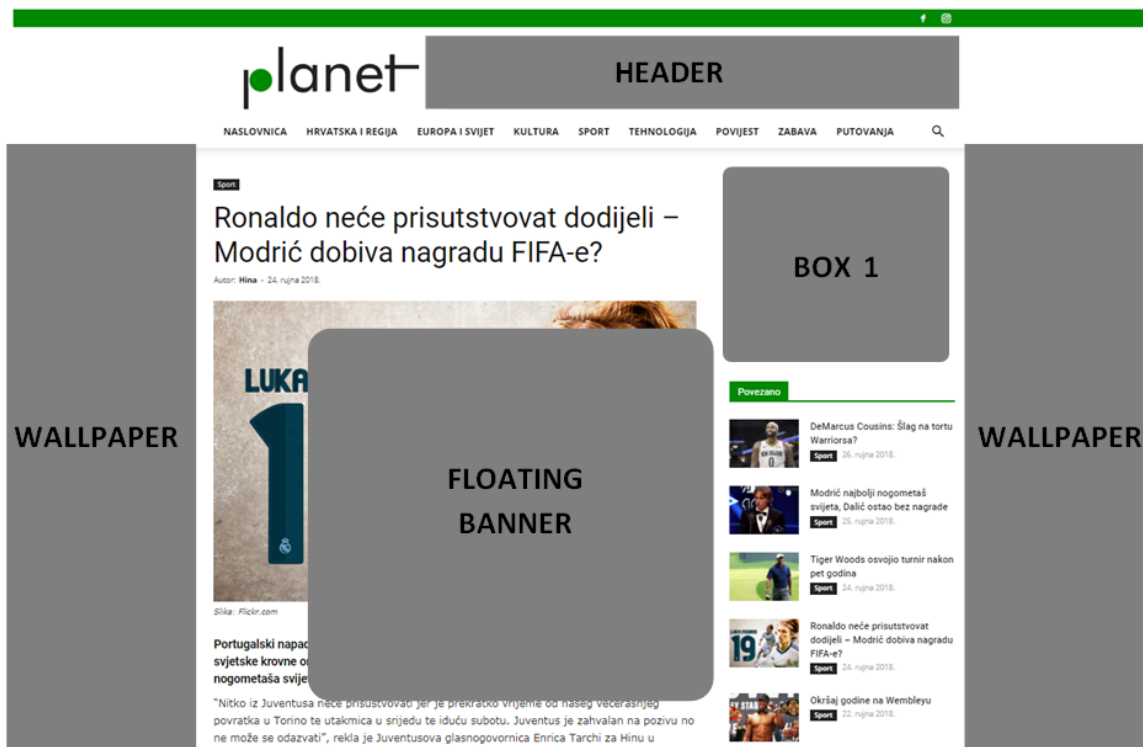 planet
HEADER
NASLOVNICA HRVATSKA I REGIJA EUROPA I SVIJET KULTURA SPORT TEHNOLOGIJA POVIJEST ZABAVA PUTOVANJA
Sport
Ronaldo neće prisutstvovat dodijeli –
Modrić dobiva nagradu FIFA-e?
Autor: Hina - 24. rujna 2018.
LUKA
1
Slika: Flickr.com
Portugalski napad
svjetske krovne
nogometaša svije
"Nitko iz Juventusa neće prisustvovati jer je prekratko vrijeme od našeg večerašnjeg
povratka u Torino te utakmica u srijedu te iduću subotu. Juventus je zahvalan na pozivu no
ne može se odazvati", rekla je Juventusova glasnogovornica Enrica Tarchi za Hinu u
WALLPAPER
FLOATING
BANNER
BOX 1
Povezano
DeMarcus Cousins: Šlag na tortu
Warriorsa?
Sport 26. rujna 2018.
Modrić najbolji nogometaš
svijeta, Dalić ostao bez nagrade
Sport 25. rujna 2018.
Tiger Woods osvojio turnir nakon
pet godina
Sport 24. rujna 2018.
19
Ronaldo neće prisutstvovat
dodijeli – Modrić dobiva nagradu
FIFA-e?
Sport 24. rujna 2018.
Okršaj godine na Wembleyu
Sport 22. rujna 2018.
WALLPAPER